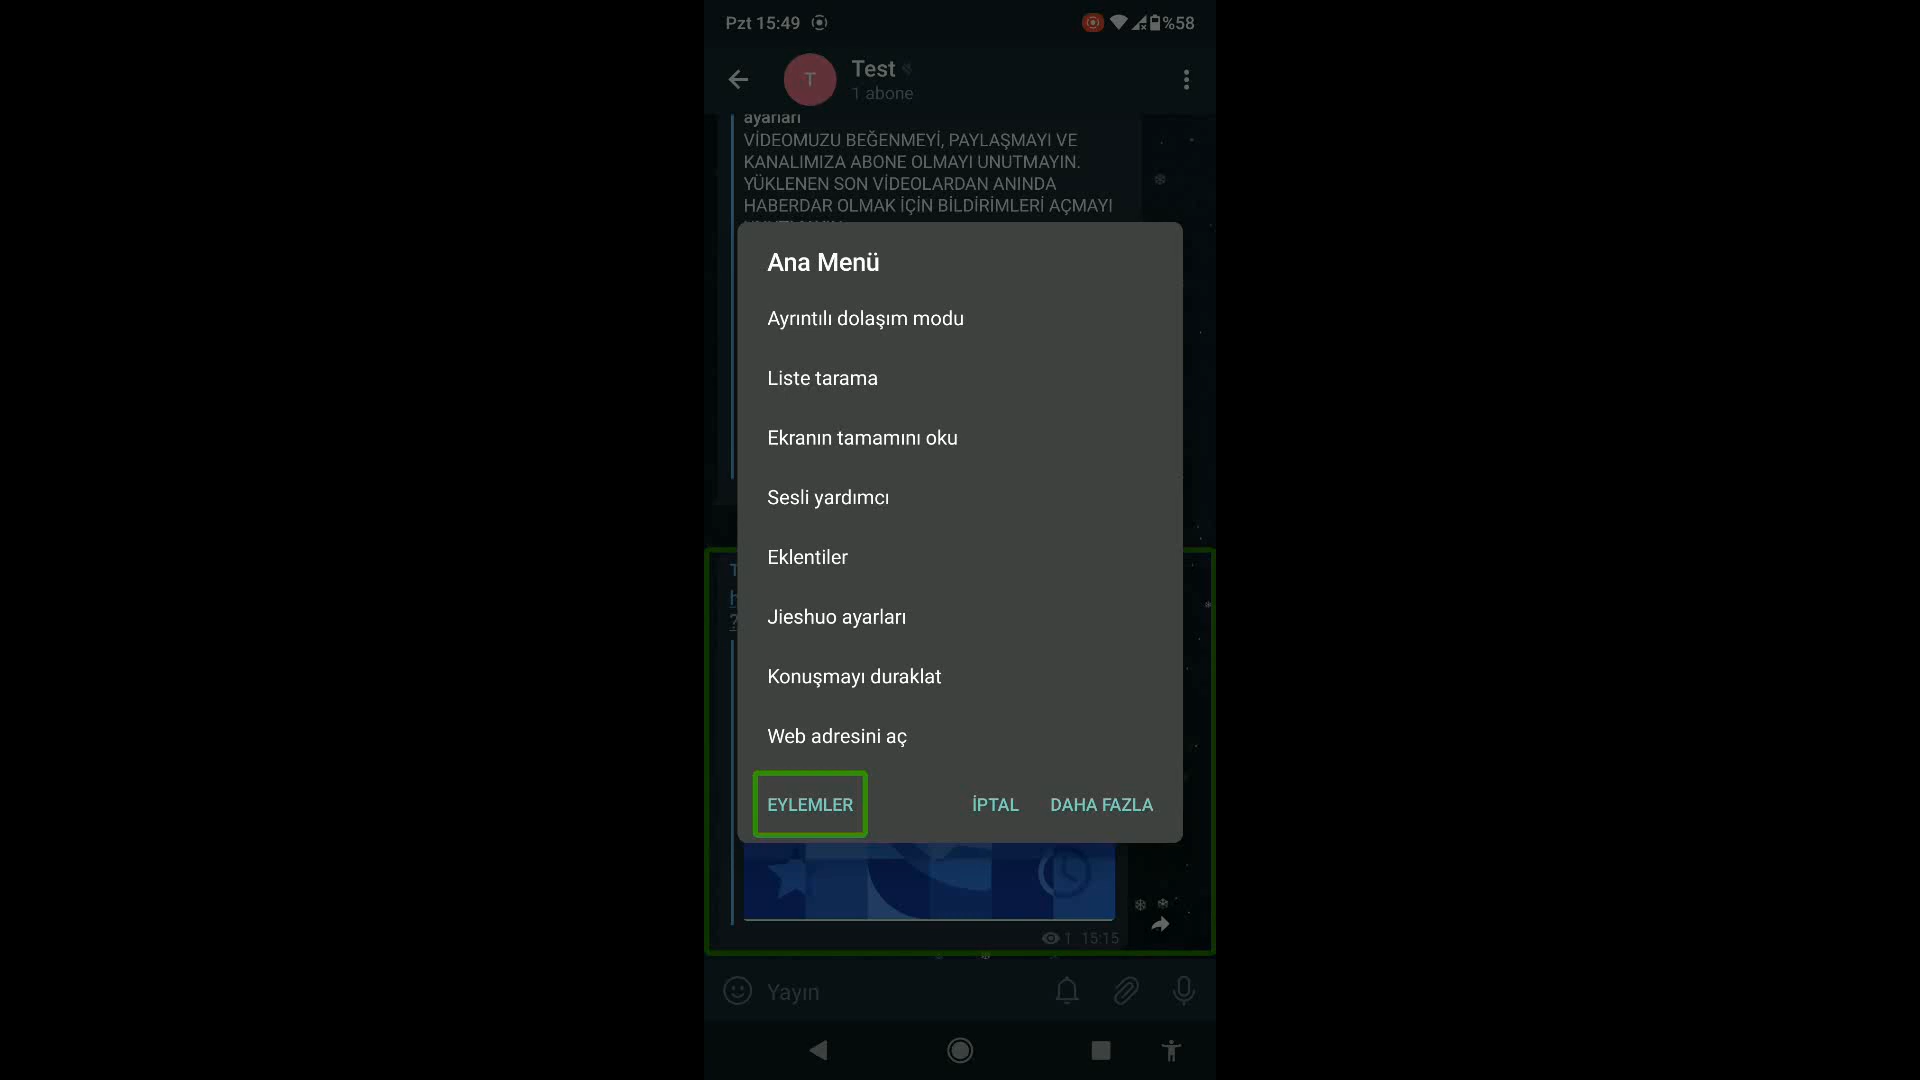 Pzt 15:49
%58
T
Test
1 abone
ayarları
VİDEOMUZU BEĞENMEYİ, PAYLAŞMAYI VE
KANALIMIZA ABONE OLMAYI UNUTMAYIN.
YÜKLENEN SON VİDEOLARDAN ANINDA
HABERDAR OLMAK İÇİN BİLDİRİMLERİ AÇMAYI
Ana Menü
Ayrıntılı dolaşım modu
Liste tarama
Ekranın tamamını oku
Sesli yardımcı
Eklentiler
Jieshuo ayarları
Konuşmayı duraklat
Web adresini aç
EYLEMLER
İPTAL
DAHA FAZLA
1 15:15
Yayın